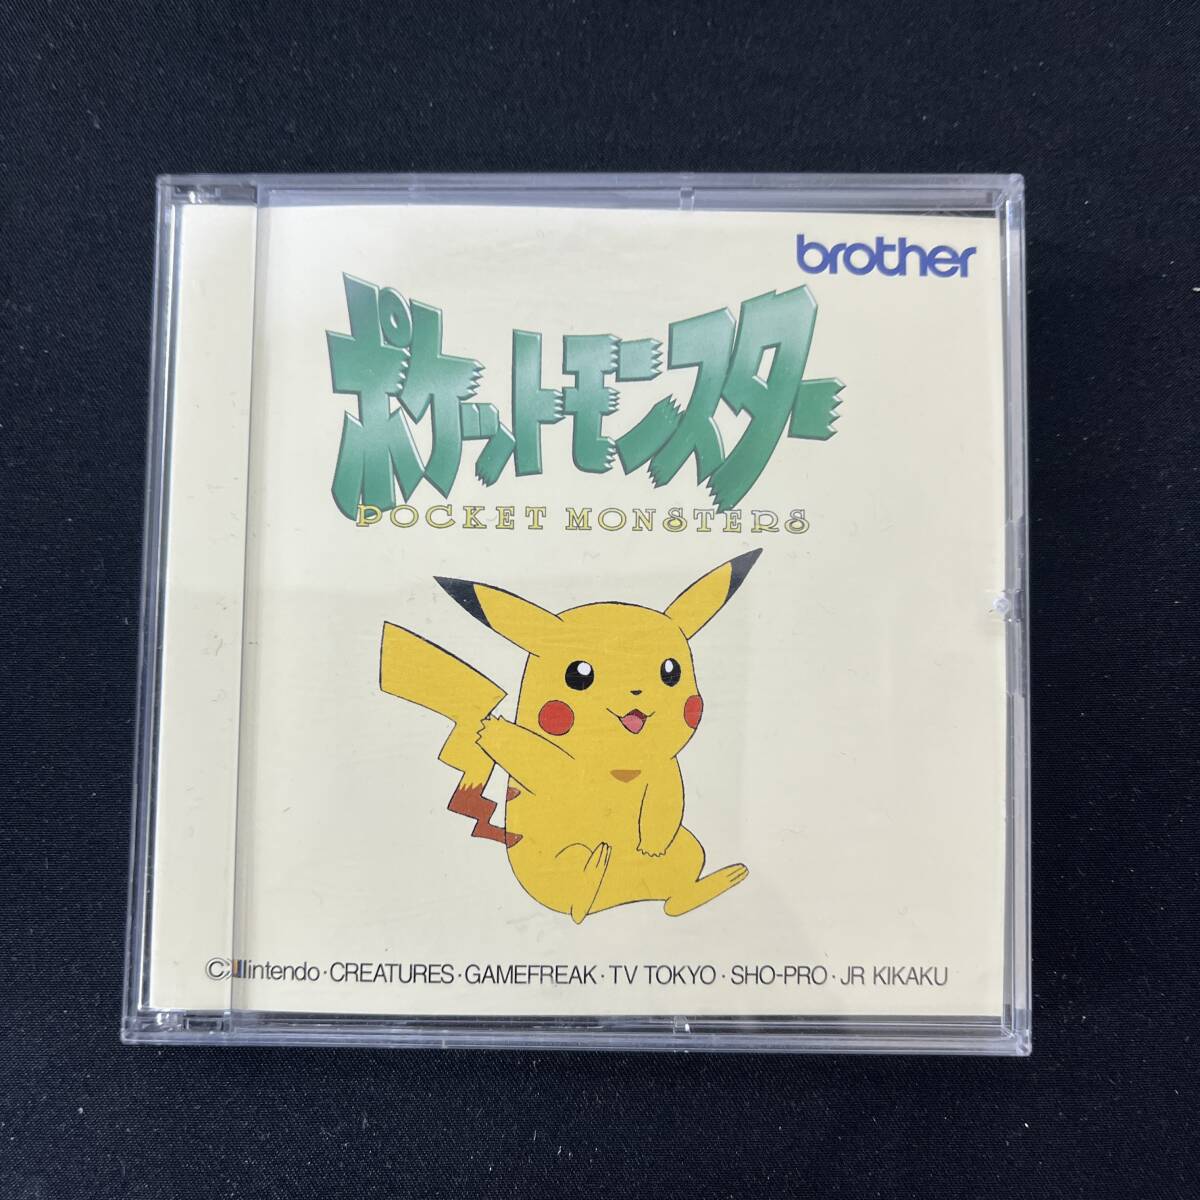 brother
ポケットモンスター
POCKET MONSTERS
©Nintendo・CREATURES・GAMEFREAK・TV TOKYO・SHO-PRO・JR KIKAKU